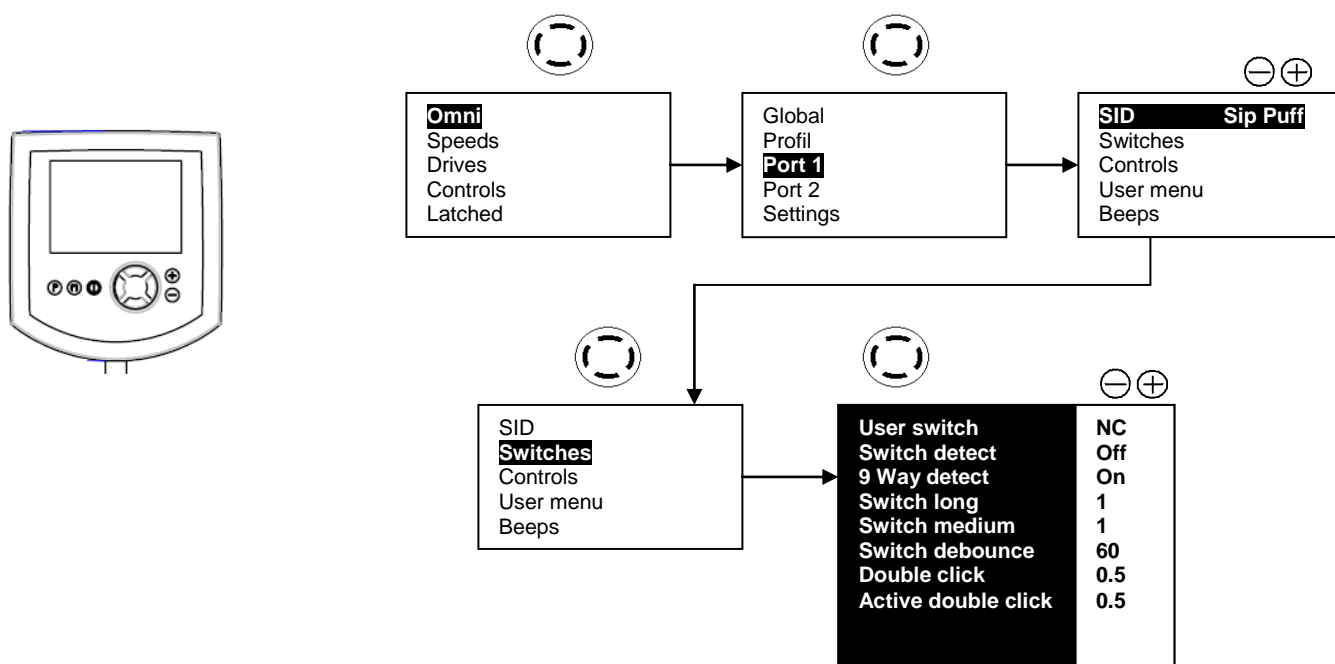 Omni
Speeds
Drives
Controls
Latched
Global
Profil
Port 1
Port 2
Settings
SID Sip Puff
Switches
Controls
User menu
Beeps
SID
Switches
Controls
User menu
Beeps
User switch NC
Switch detect Off
9 Way detect On
Switch long 1
Switch medium 1
Switch debounce 60
Double click 0.5
Active double click 0.5